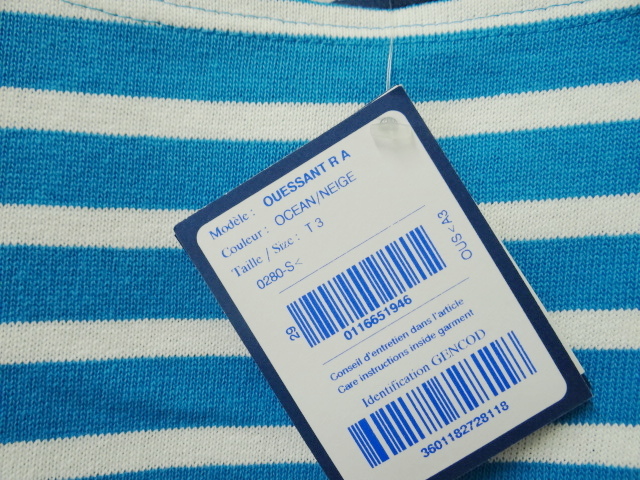 Modèle : OUESSANT R A
Couleur : OCEAN/NEIGE
Taille / Size : T 3
0280-S<
29
0116651946
OUS<A3
Conseil d'entretien dans l'article
Care instructions inside garment
Identification GENCOD
3601182728118